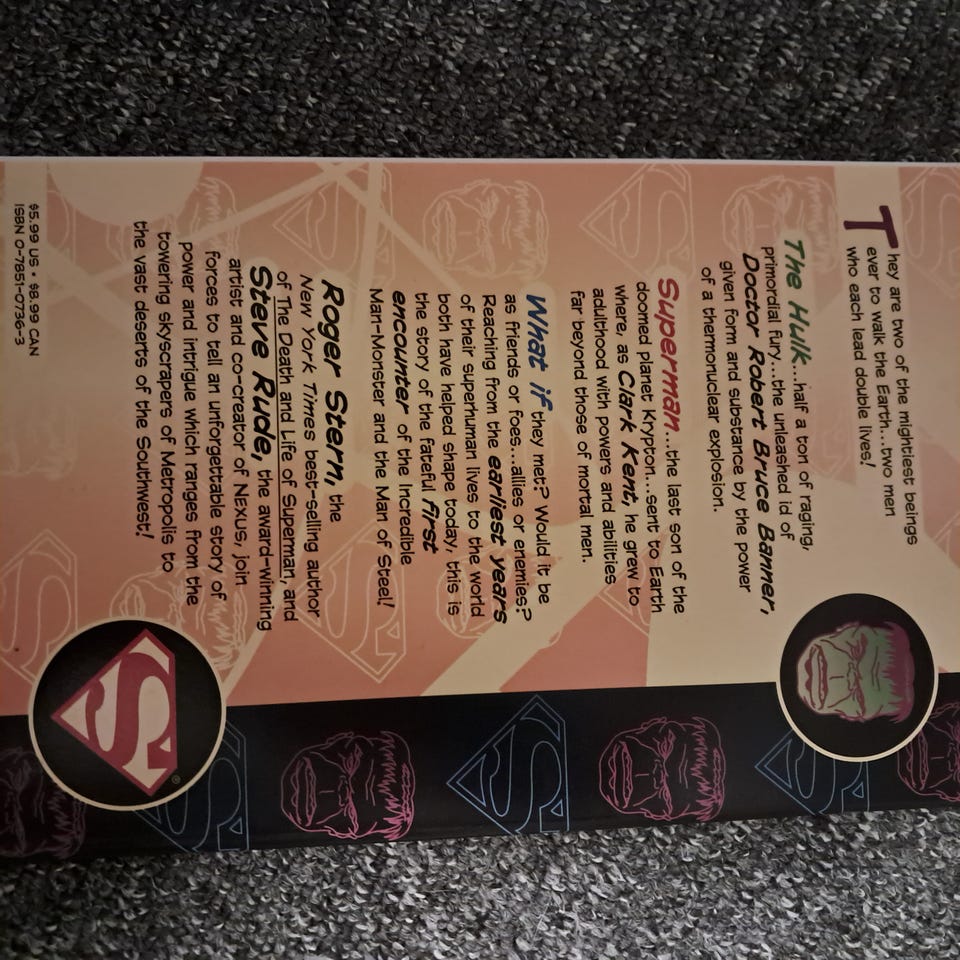 They are two of the mightiest beings
ever to walk the Earth...two men
who each lead double lives!
The Hulk...half a ton of raging,
primordial fury...the unleashed id of
Doctor Robert Bruce Banner,
given form and substance by the power
of a thermonuclear explosion.
Superman...the last son of the
doomed planet Krypton...sent to Earth
where, as Clark Kent, he grew to
adulthood with powers and abilities
far beyond those of mortal men.
What if they met? Would it be
as friends or foes...allies or enemies?
Reaching from the earliest years
of their superhuman lives to the world
both have helped shape today, this is
the story of the fateful first
encounter of the Incredible
Man-Monster and the Man of Steel!
Roger Stern, the
New York Times best-selling author
of The Death and Life of Superman, and
Steve Rude, the award-winning
artist and co-creator of Nexus, join
forces to tell an unforgettable story of
power and intrigue which ranges from the
towering skyscrapers of Metropolis to
the vast deserts of the Southwest!
$5.99 US • $8.99 CAN
ISBN 0-7851-0736-3
S
®